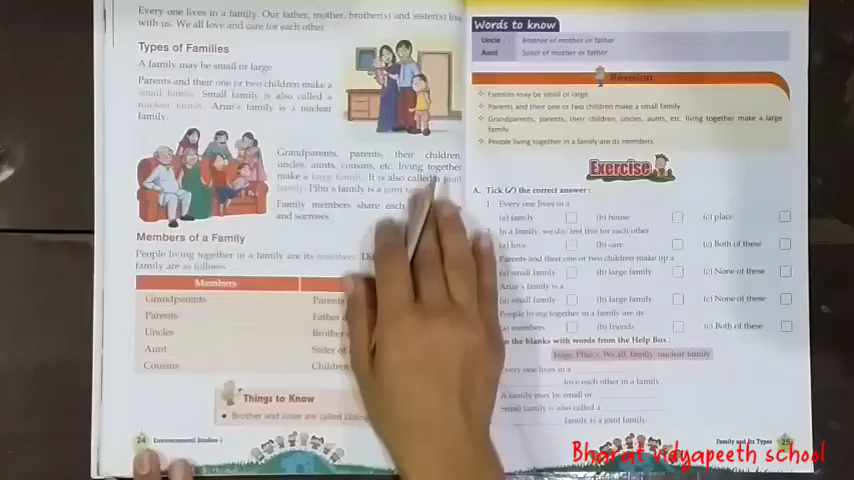 Every one lives in a family. Our father, mother, brother(s) and sister(s) live
with us. We all love and care for each other.
Types of Families
A family may be small or large.
Parents and their one or two children make a
small family. Small family is also called a
nuclear family. Arun's family is a nuclear
family.
Grandparents, parents, their children,
uncles, aunts, cousins, etc. living together
make a large family. It is also called a joint
family. Pihu's family is a joint
Family members share each
and sorrows.
Members of a Family
People living together in a family are its members.
family are as follows
Members
Grandparents Parents
Parents Father
Uncles Brother
Aunt Sister of
Cousins Children
Things to Know
Brother and sister are called
24 Environmental Studies-1
Words to know
Uncle : Brother of mother or father
Aunt : Sister of mother or father
Revision
Families may be small or large
Parents and their one or two children make a small family
Grandparents, parents, their children, uncles, aunts, etc. living together make a large
family.
People living together in a family are its members
Exercise
A. Tick (✓) the correct answer :
1 Every one lives in a
(a) family (b) house (c) place
In a family, we do/feel this for each other
(a) love (b) care (c) Both of these
Parents and their one or two children make up a
(a) small family (b) large family (c) None of these
Arun's family is a
(a) small family (b) large family (c) None of these
People living together in a family are its
(a) members (b) friends (c) Both of these
the blanks with words from the Help Box :
large, Pihu's, We all, family, nuclear family
Every one lives in a
love each other in a family.
A family may be small or
Small family is also called a
family is a joint family.
Family and Its Types 25
Bharat vidyapeeth school